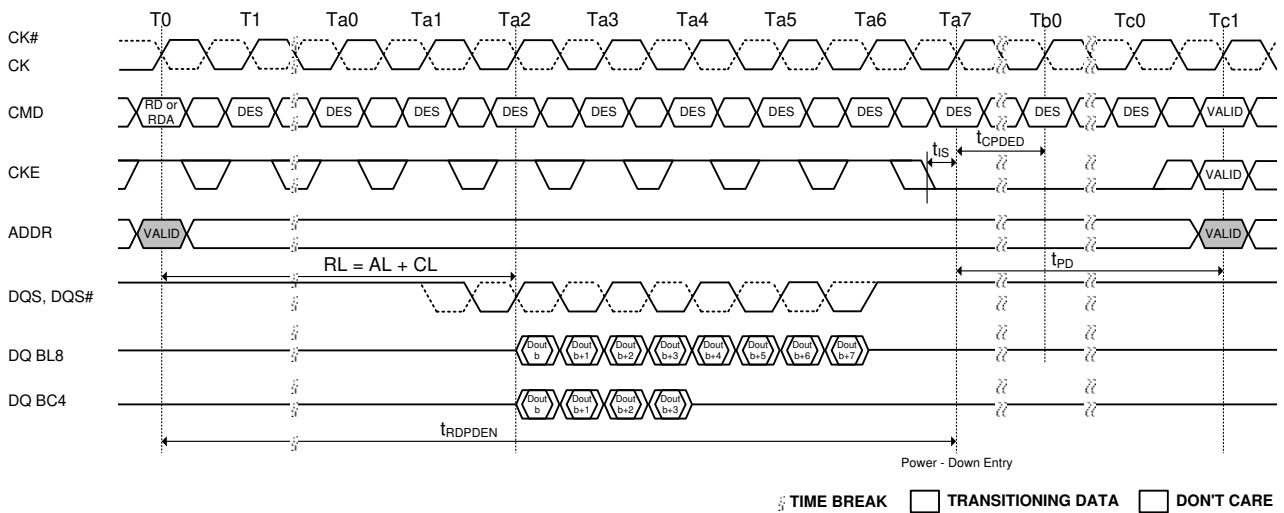 T0 T1 Ta0 Ta1 Ta2 Ta3 Ta4 Ta5 Ta6 Ta7 Tb0 Tc0 Tc1
CK#
CK
CMD RD or RDA DES DES DES DES DES DES DES DES DES DES DES VALID
tIS tCPDED
CKE VALID
ADDR VALID VALID
RL = AL + CL tPD
DQS, DQS#
DQ BL8 Dout b Dout b+1 Dout b+2 Dout b+3 Dout b+4 Dout b+5 Dout b+6 Dout b+7
DQ BC4 Dout b Dout b+1 Dout b+2 Dout b+3
tRDPDEN
Power - Down Entry
TIME BREAK TRANSITIONING DATA DON'T CARE